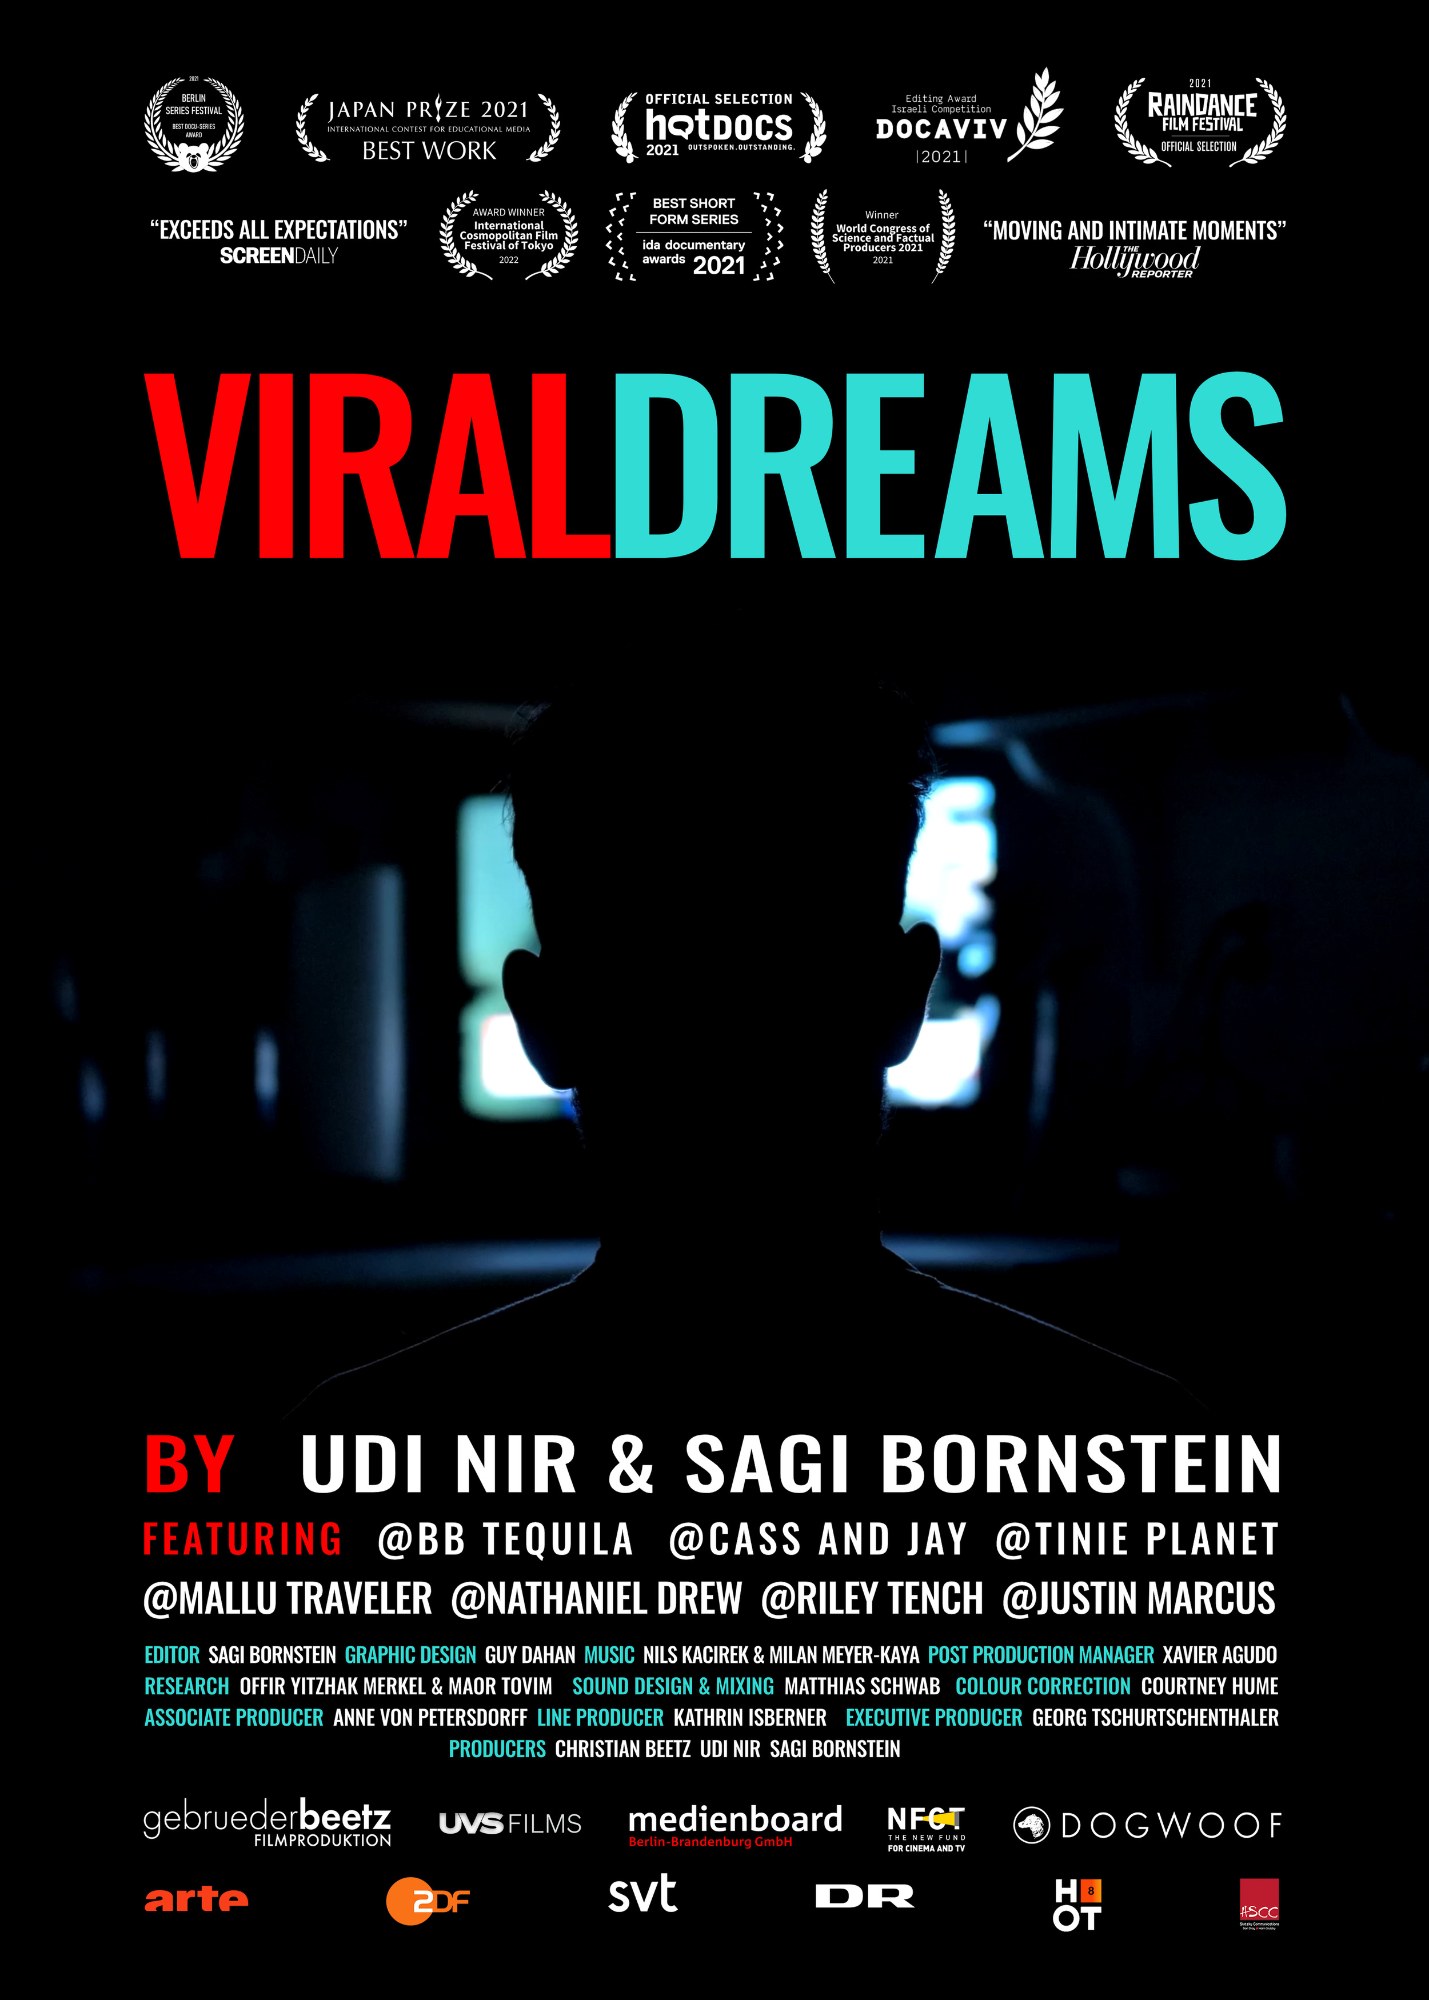 2021
BERLIN
SERIES FESTIVAL
BEST DOCU-SERIES
AWARD
JAPAN PRIZE 2021
INTERNATIONAL CONTEST FOR EDUCATIONAL MEDIA
BEST WORK
OFFICIAL SELECTION
hotDOCS
2021 OUTSPOKEN.OUTSTANDING.
Editing Award
Israeli Competition
DOCAVIV
|2021|
2021
RAINDANCE
FILM FESTIVAL
OFFICIAL SELECTION
“EXCEEDS ALL EXPECTATIONS”
SCREENDAILY
AWARD WINNER
International
Cosmopolitan Film
Festival of Tokyo
2022
BEST SHORT
FORM SERIES
ida documentary
awards 2021
Winner
World Congress of
Science and Factual
Producers 2021
2021
“MOVING AND INTIMATE MOMENTS”
THE
Hollywood
REPORTER
VIRALDREAMS
BY UDI NIR & SAGI BORNSTEIN
FEATURING @BB TEQUILA @CASS AND JAY @TINIE PLANET
@MALLU TRAVELER @NATHANIEL DREW @RILEY TENCH @JUSTIN MARCUS
EDITOR SAGI BORNSTEIN GRAPHIC DESIGN GUY DAHAN MUSIC NILS KACIREK & MILAN MEYER-KAYA POST PRODUCTION MANAGER XAVIER AGUDO
RESEARCH OFFIR YITZHAK MERKEL & MAOR TOVIM SOUND DESIGN & MIXING MATTHIAS SCHWAB COLOUR CORRECTION COURTNEY HUME
ASSOCIATE PRODUCER ANNE VON PETERSDORFF LINE PRODUCER KATHRIN ISBERNER EXECUTIVE PRODUCER GEORG TSCHURTSCHENTHALER
PRODUCERS CHRISTIAN BEETZ UDI NIR SAGI BORNSTEIN
gebruederbeetz
FILMPRODUKTION
UVS FILMS
medienboard
Berlin-Brandenburg GmbH
NFCT
THE NEW FUND
FOR CINEMA AND TV
DOGWOOF
arte
2DF
svt
DR
HOT 8
HSCC